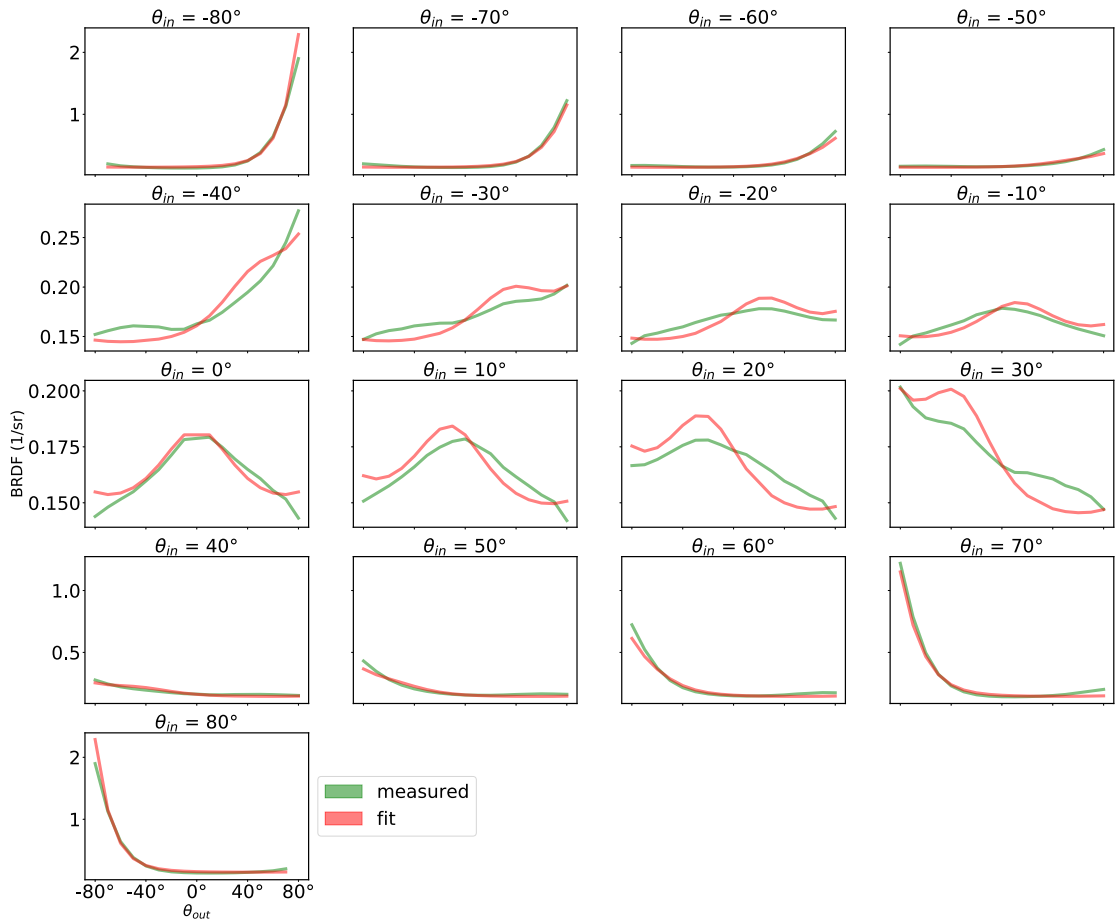 θin = -80° θin = -70° θin = -60° θin = -50°
2
1
θin = -40° θin = -30° θin = -20° θin = -10°
0.25
0.20
0.15
θin = 0° θin = 10° θin = 20° θin = 30°
0.200
0.175
0.150
BRDF (1/sr)
θin = 40° θin = 50° θin = 60° θin = 70°
1.0
0.5
θin = 80°
2
1
measured
fit
-80° -40° 0° 40° 80°
θout